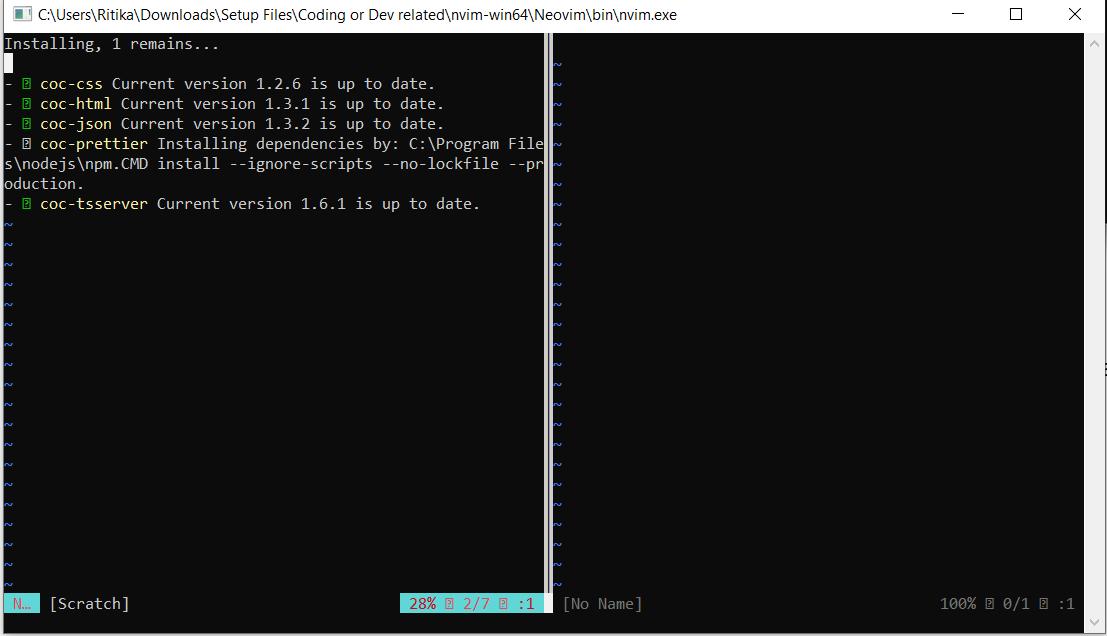 C:\Users\Ritika\Downloads\Setup Files\Coding or Dev related\nvim-win64\Neovim\bin\nvim.exe
Installing, 1 remains...
- ⍰ coc-css Current version 1.2.6 is up to date.
- ⍰ coc-html Current version 1.3.1 is up to date.
- ⍰ coc-json Current version 1.3.2 is up to date.
- ⍰ coc-prettier Installing dependencies by: C:\Program File
s\nodejs\npm.CMD install --ignore-scripts --no-lockfile --pr
oduction.
- ⍰ coc-tsserver Current version 1.6.1 is up to date.
N… [Scratch] 28% ⍰ 2/7 ⍰ :1 [No Name] 100% ⍰ 0/1 ⍰ :1